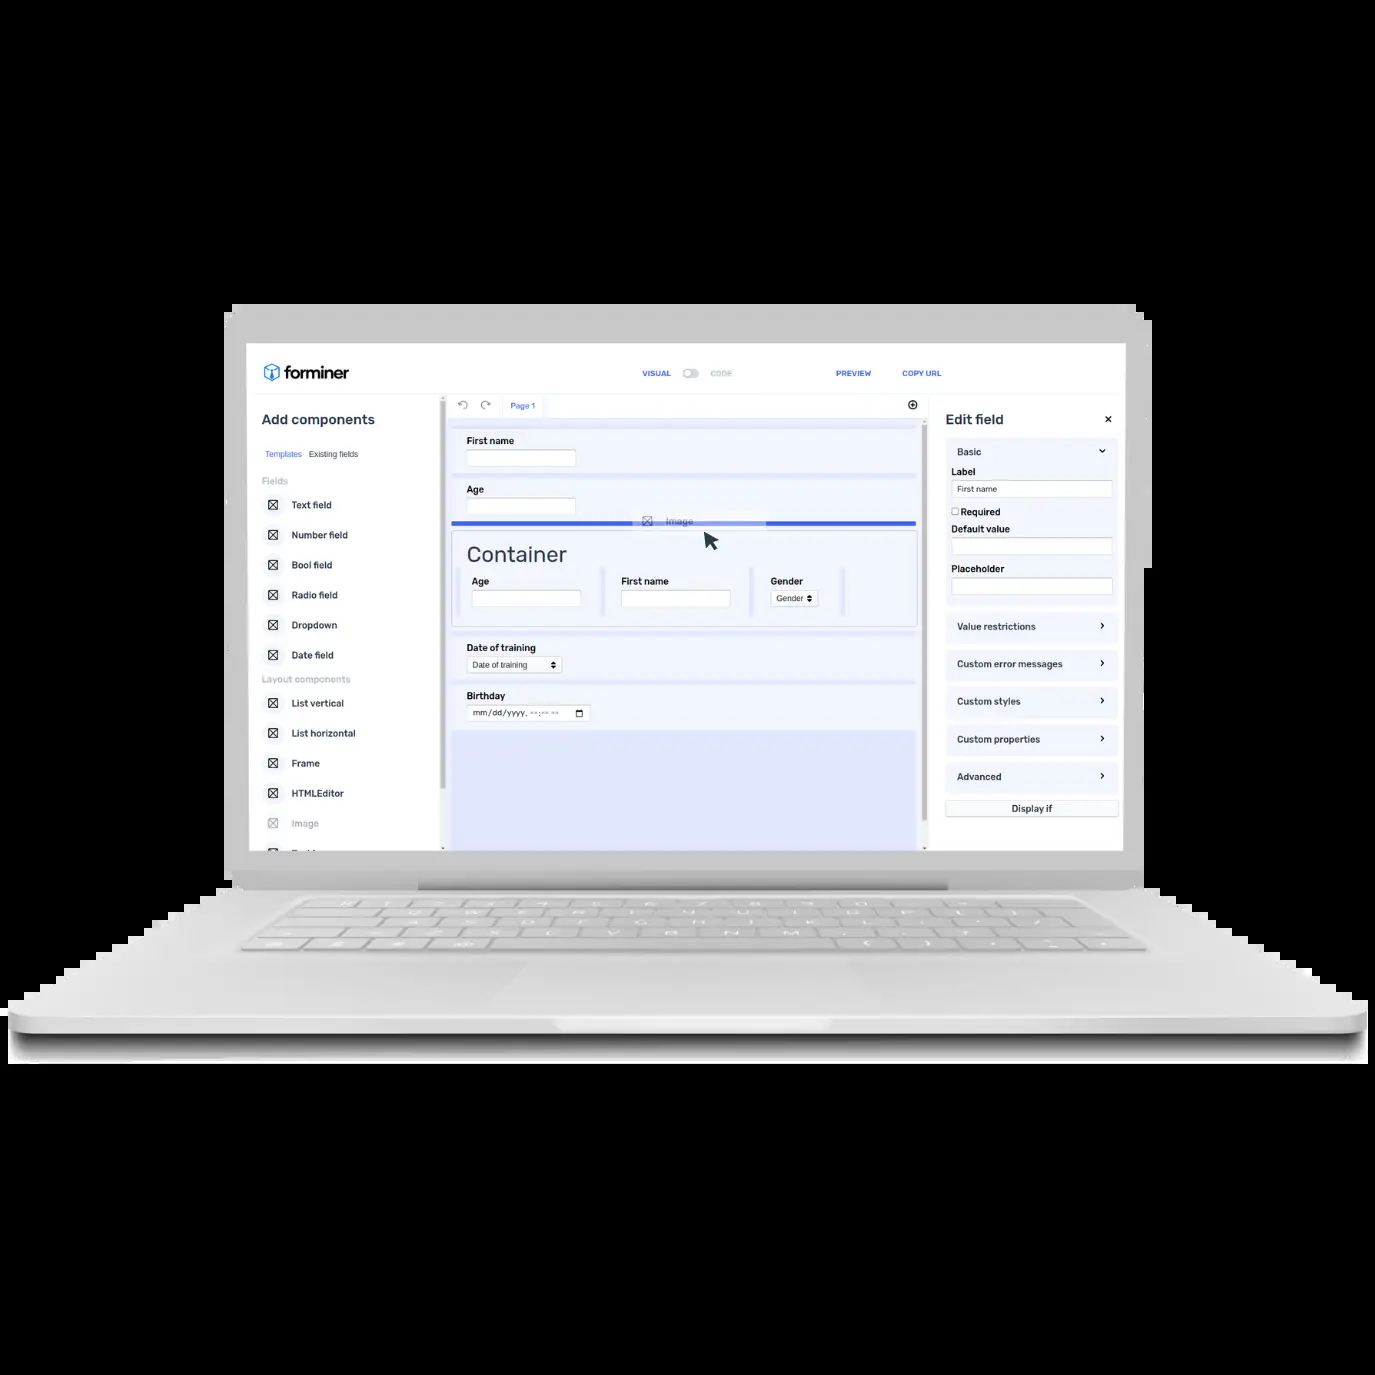 forminer
VISUAL CODE
PREVIEW
COPY URL
Add components
Templates Existing fields
Fields
Text field
Number field
Bool field
Radio field
Dropdown
Date field
Layout components
List vertical
List horizontal
Frame
HTMLEditor
Image
Page 1
First name
Age
Image
Container
Age
First name
Gender
Gender
Date of training
Date of training
Birthday
mm/dd/yyyy, --:-- --
Edit field
Basic
Label
First name
Required
Default value
Placeholder
Value restrictions
Custom error messages
Custom styles
Custom properties
Advanced
Display if